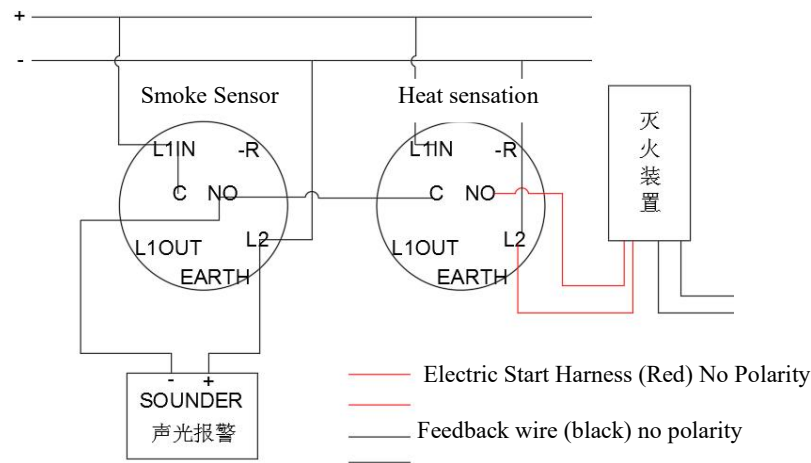 +
-
Smoke Sensor
Heat sensation
L1IN
-R
C
NO
L1OUT
L2
EARTH
L1IN
-R
C
NO
L1OUT
L2
EARTH
灭火装置
- +
SOUNDER
声光报警
Electric Start Harness (Red) No Polarity
Feedback wire (black) no polarity